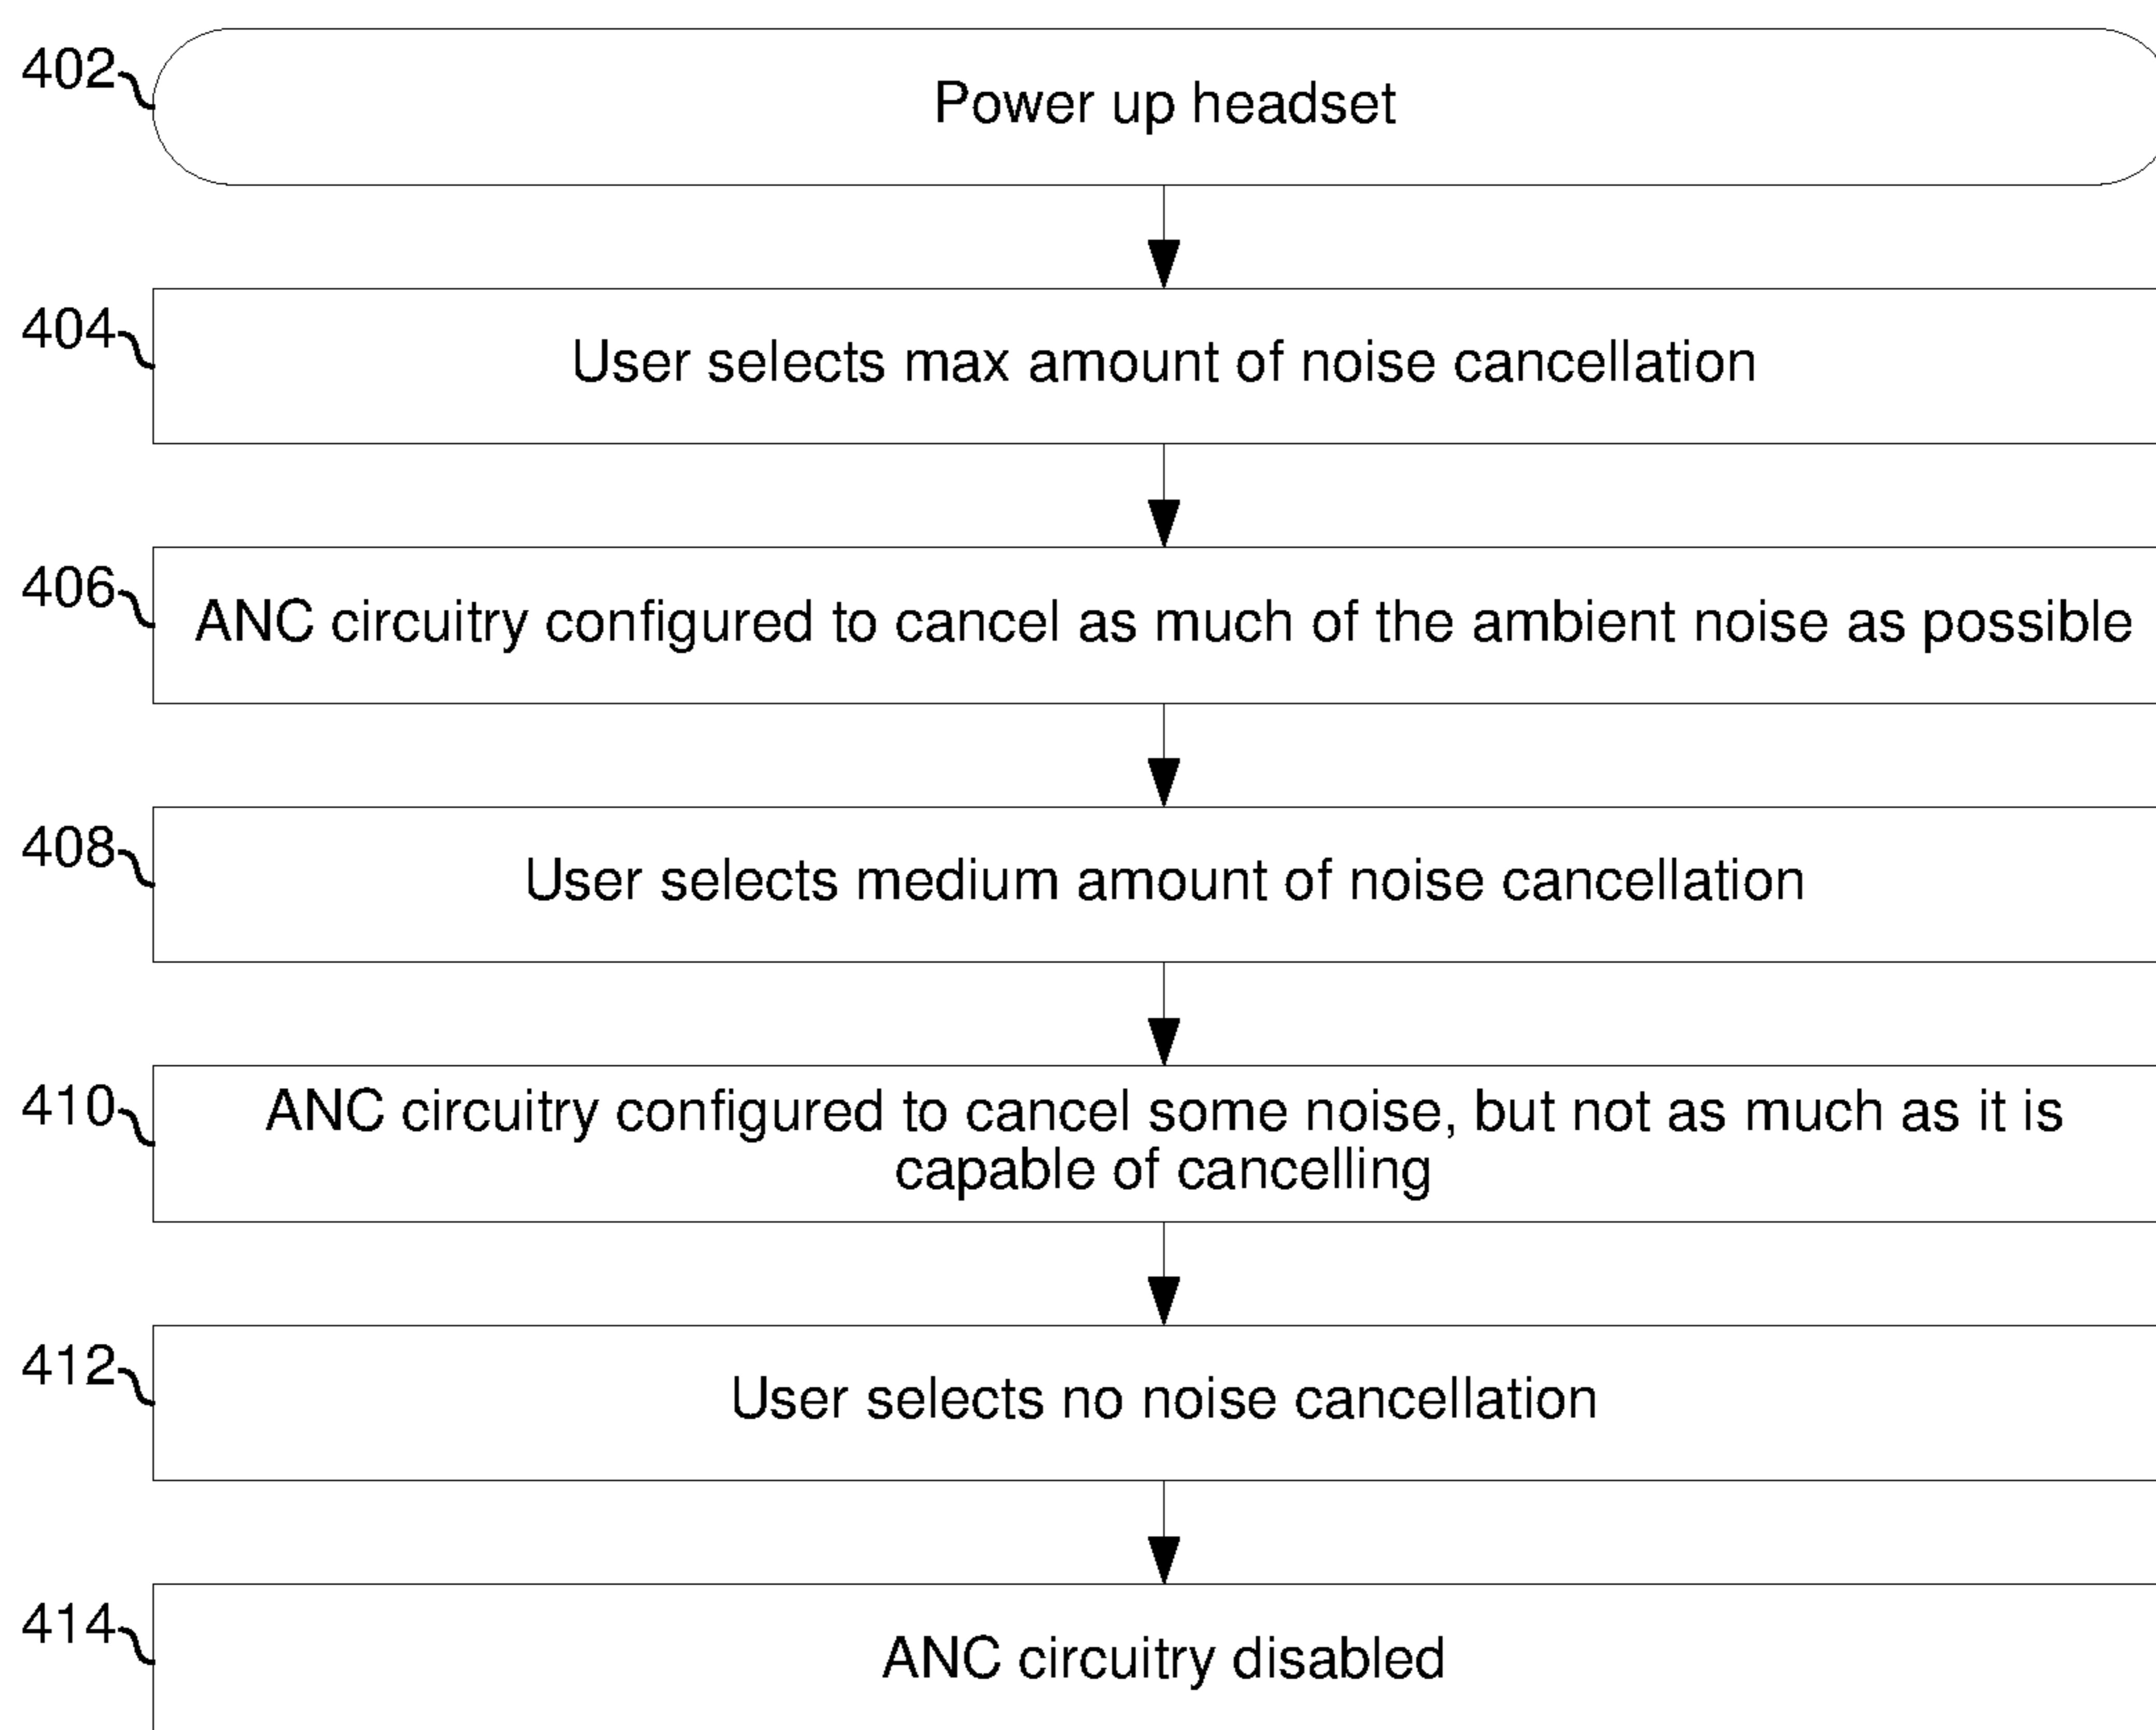 402
Power up headset
404
User selects max amount of noise cancellation
406
ANC circuitry configured to cancel as much of the ambient noise as possible
408
User selects medium amount of noise cancellation
410
ANC circuitry configured to cancel some noise, but not as much as it is
capable of cancelling
412
User selects no noise cancellation
414
ANC circuitry disabled